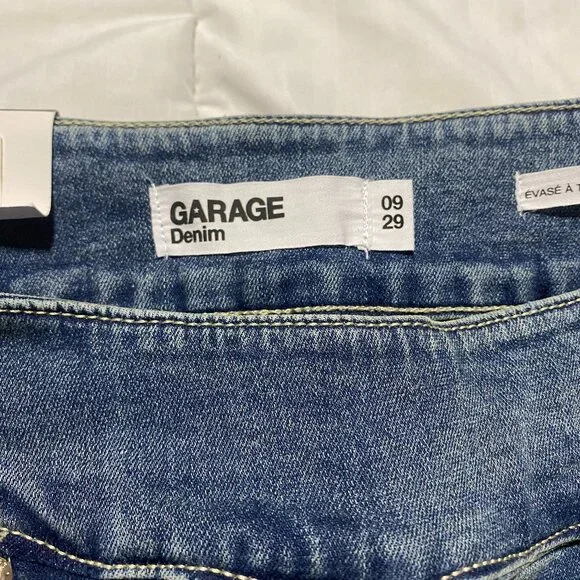 GARAGE
Denim
09
29
ÉVASÉ À